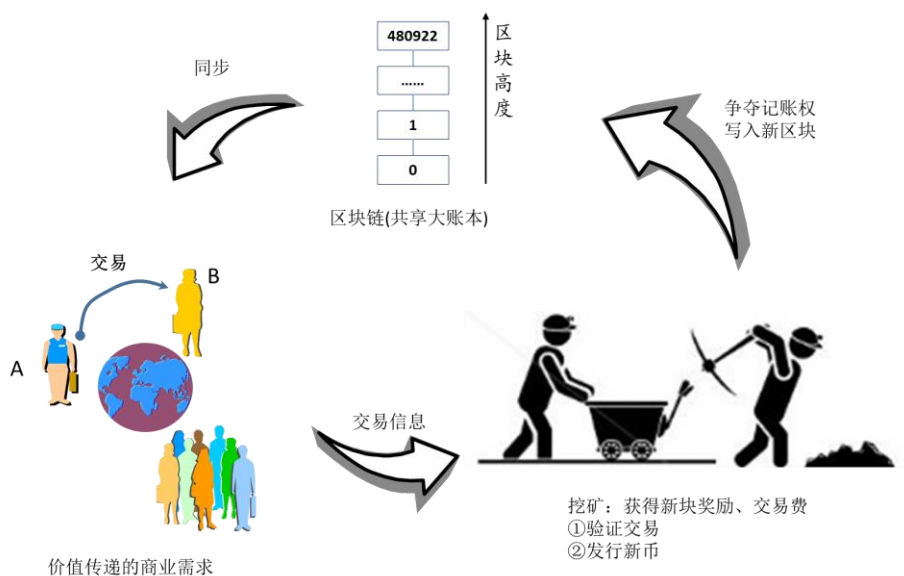 480922
……
1
0
区块高度
同步
争夺记账权
写入新区块
区块链(共享大账本)
交易
B
A
交易信息
挖矿：获得新块奖励、交易费
①验证交易
②发行新币
价值传递的商业需求